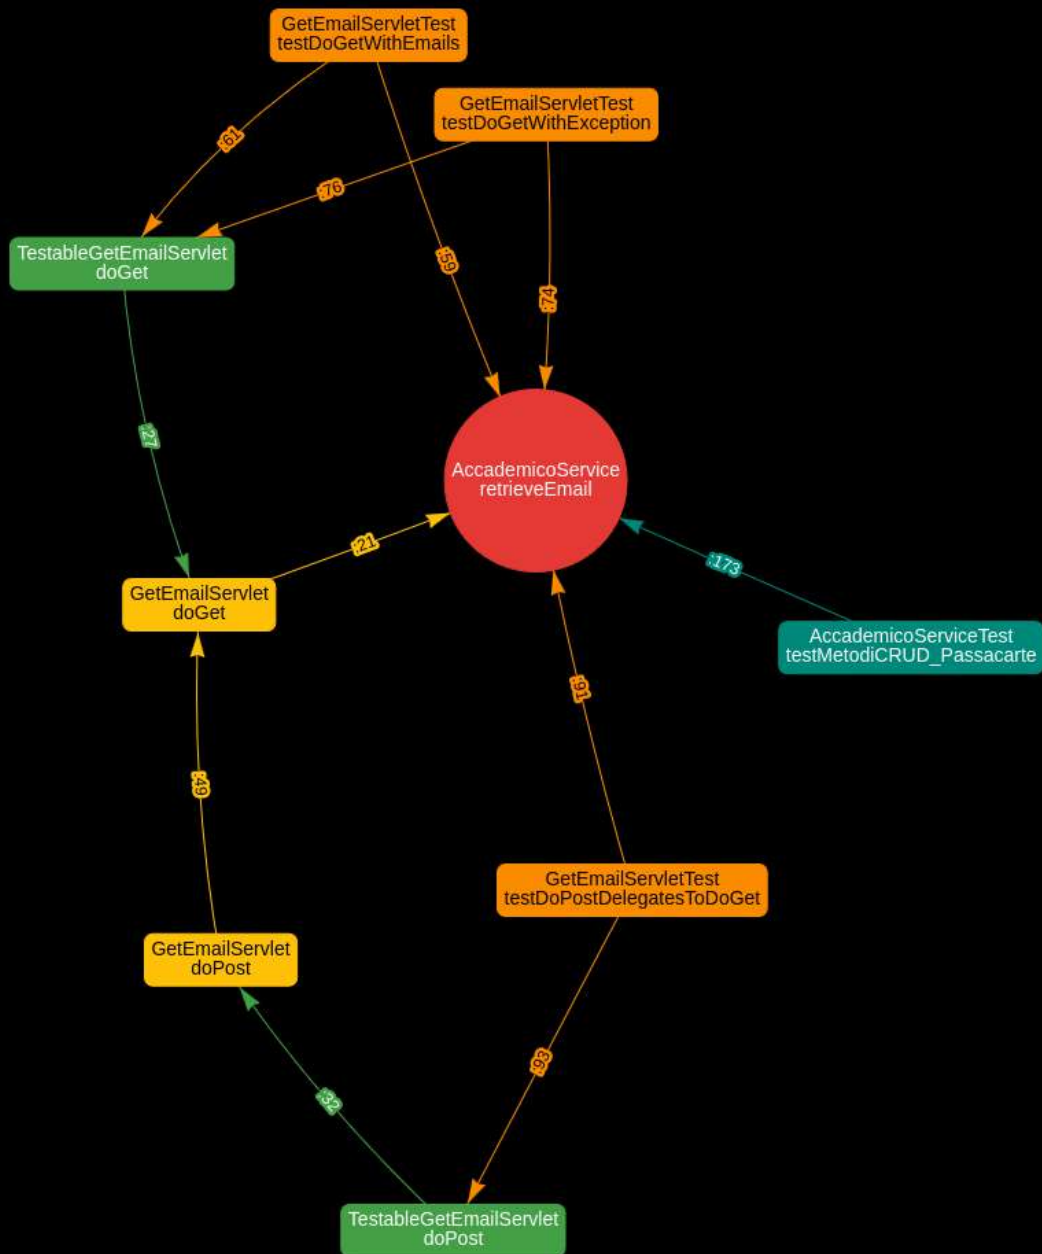 GetEmailServletTest
testDoGetWithEmails
GetEmailServletTest
testDoGetWithException
:61
:76
TestableGetEmailServlet
doGet
:59
:74
:27
AccademicoService
retrieveEmail
:21
:173
GetEmailServlet
doGet
AccademicoServiceTest
testMetodiCRUD_Passacarte
:91
:49
GetEmailServletTest
testDoPostDelegatesToDoGet
GetEmailServlet
doPost
:93
:32
TestableGetEmailServlet
doPost